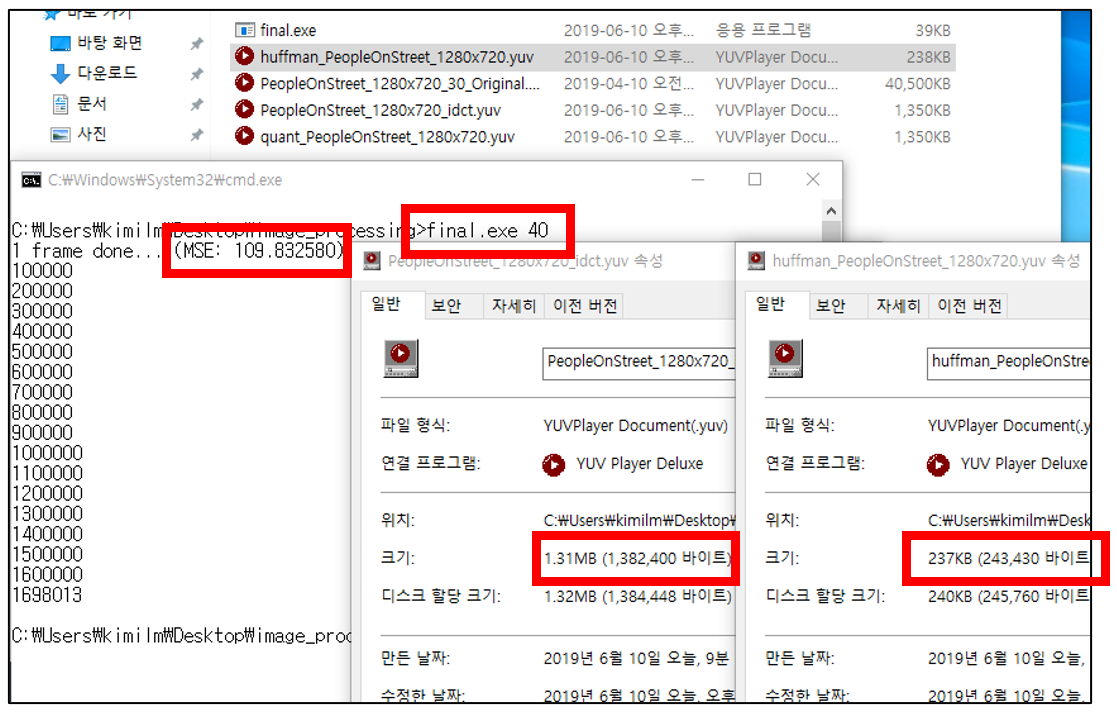 바로 가기
바탕 화면
다운로드
문서
사진
final.exe 2019-06-10 오후... 응용 프로그램 39KB
huffman_PeopleOnStreet_1280x720.yuv 2019-06-10 오후... YUVPlayer Docu... 238KB
PeopleOnStreet_1280x720_30_Original.... 2019-04-10 오전... YUVPlayer Docu... 40,500KB
PeopleOnStreet_1280x720_idct.yuv 2019-06-10 오후... YUVPlayer Docu... 1,350KB
quant_PeopleOnStreet_1280x720.yuv 2019-06-10 오후... YUVPlayer Docu... 1,350KB
C:₩Windows₩System32₩cmd.exe
C:₩Users₩kimilm₩Desktop₩image_processing>final.exe 40
1 frame done... (MSE: 109.832580)
100000
200000
300000
400000
500000
600000
700000
800000
900000
1000000
1100000
1200000
1300000
1400000
1500000
1600000
1698013
C:₩Users₩kimilm₩Desktop₩image_proc
PeopleOnStreet_1280x720_idct.yuv 속성
일반 보안 자세히 이전 버전
PeopleOnStreet_1280x720_
파일 형식: YUVPlayer Document(.yuv)
연결 프로그램: YUV Player Deluxe
위치: C:₩Users₩kimilm₩Desktop₩
크기: 1.31MB (1,382,400 바이트)
디스크 할당 크기: 1.32MB (1,384,448 바이트)
만든 날짜: 2019년 6월 10일 오늘, 9분
수정한 날짜: 2019년 6월 10일 오늘, 오후
huffman_PeopleOnStreet_1280x720.yuv 속성
일반 보안 자세히 이전 버전
huffman_PeopleOnStre
파일 형식: YUVPlayer Document(.y
연결 프로그램: YUV Player Deluxe
위치: C:₩Users₩kimilm₩Desk
크기: 237KB (243,430 바이트
디스크 할당 크기: 240KB (245,760 바이트
만든 날짜: 2019년 6월 10일 오늘,
수정한 날짜: 2019년 6월 10일 오늘,